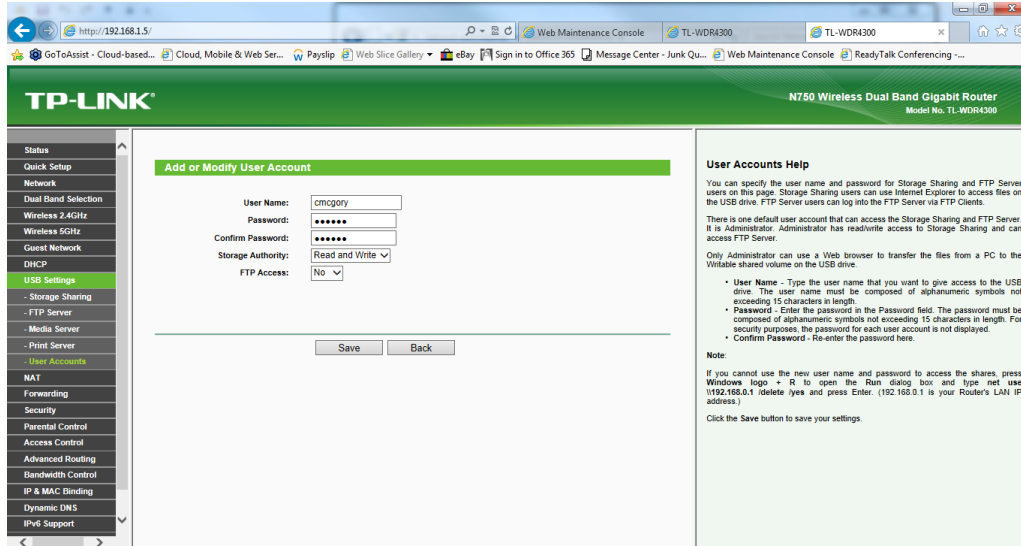 http://192.168.1.5/
Web Maintenance Console
TL-WDR4300
TL-WDR4300
GoToAssist - Cloud-based...
Cloud, Mobile & Web Ser...
Payslip
Web Slice Gallery
eBay
Sign in to Office 365
Message Center - Junk Qu...
Web Maintenance Console
ReadyTalk Conferencing -...
TP-LINK®
N750 Wireless Dual Band Gigabit Router
Model No. TL-WDR4300
Status
Quick Setup
Network
Dual Band Selection
Wireless 2.4GHz
Wireless 5GHz
Guest Network
DHCP
USB Settings
- Storage Sharing
- FTP Server
- Media Server
- Print Server
- User Accounts
NAT
Forwarding
Security
Parental Control
Access Control
Advanced Routing
Bandwidth Control
IP & MAC Binding
Dynamic DNS
IPv6 Support
Add or Modify User Account
User Name: cmcgory
Password: ••••••
Confirm Password: ••••••
Storage Authority: Read and Write
FTP Access: No
Save Back
User Accounts Help
You can specify the user name and password for Storage Sharing and FTP Server
users on this page. Storage Sharing users can use Internet Explorer to access files on
the USB drive. FTP Server users can log into the FTP Server via FTP Clients.
There is one default user account that can access the Storage Sharing and FTP Server.
It is Administrator. Administrator has read/write access to Storage Sharing and can
access FTP Server.
Only Administrator can use a Web browser to transfer the files from a PC to the
Writable shared volume on the USB drive.
• User Name - Type the user name that you want to give access to the USB
drive. The user name must be composed of alphanumeric symbols not
exceeding 15 characters in length.
• Password - Enter the password in the Password field. The password must be
composed of alphanumeric symbols not exceeding 15 characters in length. For
security purposes, the password for each user account is not displayed.
• Confirm Password - Re-enter the password here.
Note:
If you cannot use the new user name and password to access the shares, press
Windows logo + R to open the Run dialog box and type net use
\\192.168.0.1 /delete /yes and press Enter. (192.168.0.1 is your Router's LAN IP
address.)
Click the Save button to save your settings.